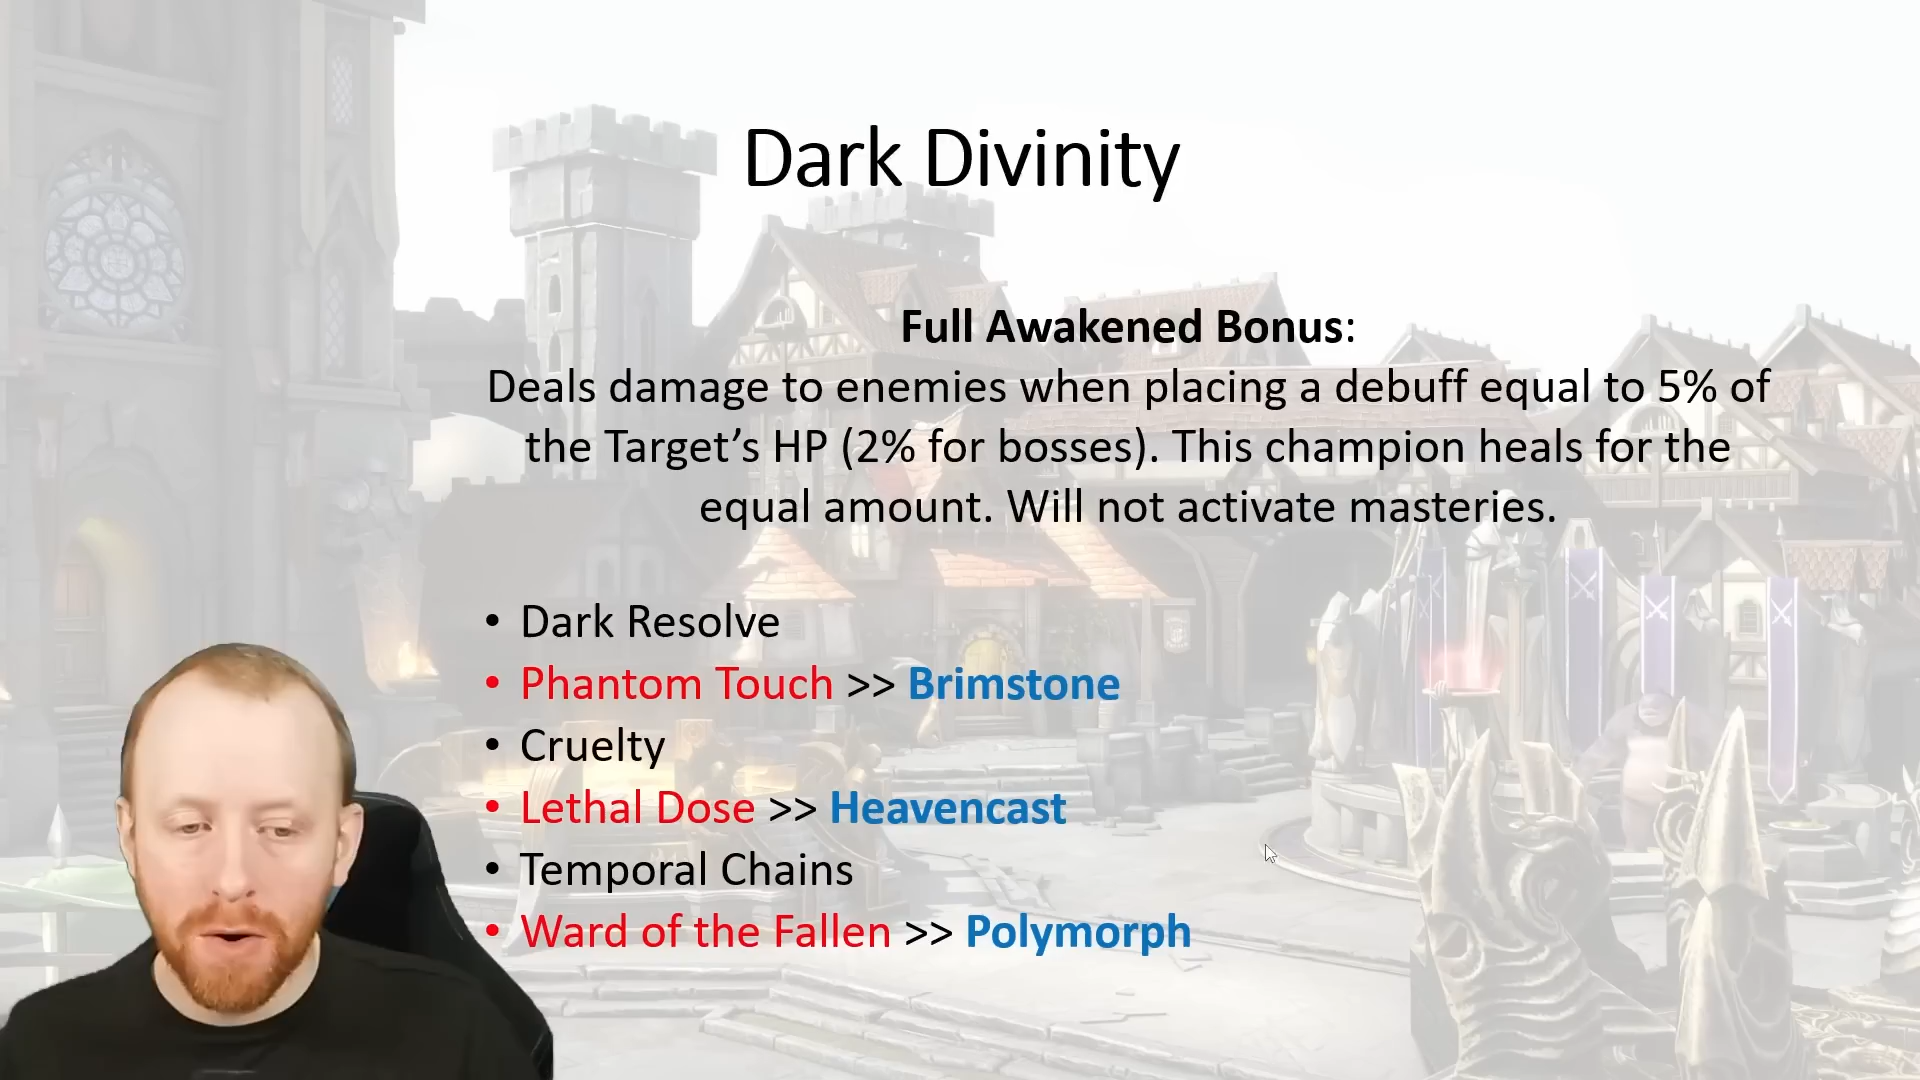 Dark Divinity
Full Awakened Bonus:
Deals damage to enemies when placing a debuff equal to 5% of
the Target’s HP (2% for bosses). This champion heals for the
equal amount. Will not activate masteries.
• Dark Resolve
• Phantom Touch >> Brimstone
• Cruelty
• Lethal Dose >> Heavencast
• Temporal Chains
• Ward of the Fallen >> Polymorph